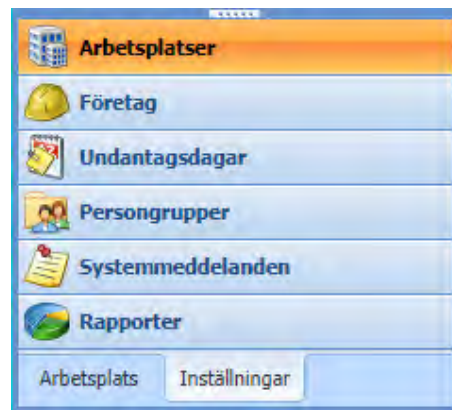 Arbetsplatser
Företag
Undantagsdagar
Persongrupper
Systemmeddelanden
Rapporter
Arbetsplats Inställningar